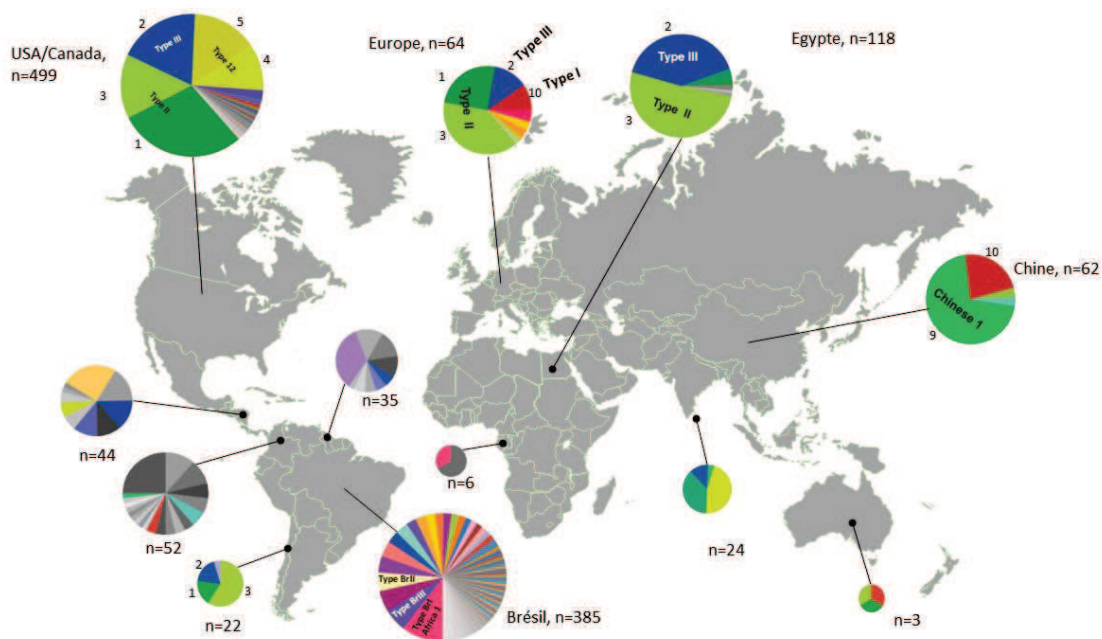 USA/Canada,
n=499
2
5
Type III
Type 12
4
3
Type II
1
Europe, n=64
Type III
2
1
Type I
10
Type II
3
Egypte, n=118
2
Type III
Type II
3
10
Chine, n=62
Chinese 1
9
n=35
n=44
n=6
n=52
n=24
2
1
3
n=22
Type BrII
Type BrIII
Type BrI
Africa 1
Brésil, n=385
n=3